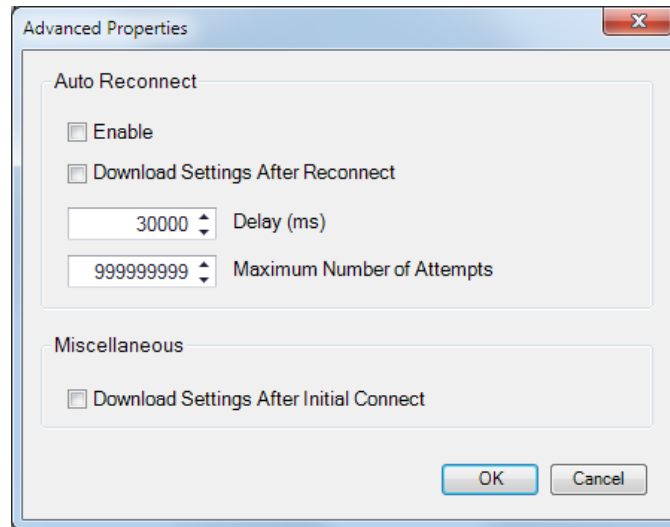 Advanced Properties
Auto Reconnect
Enable
Download Settings After Reconnect
30000 Delay (ms)
999999999 Maximum Number of Attempts
Miscellaneous
Download Settings After Initial Connect
OK Cancel